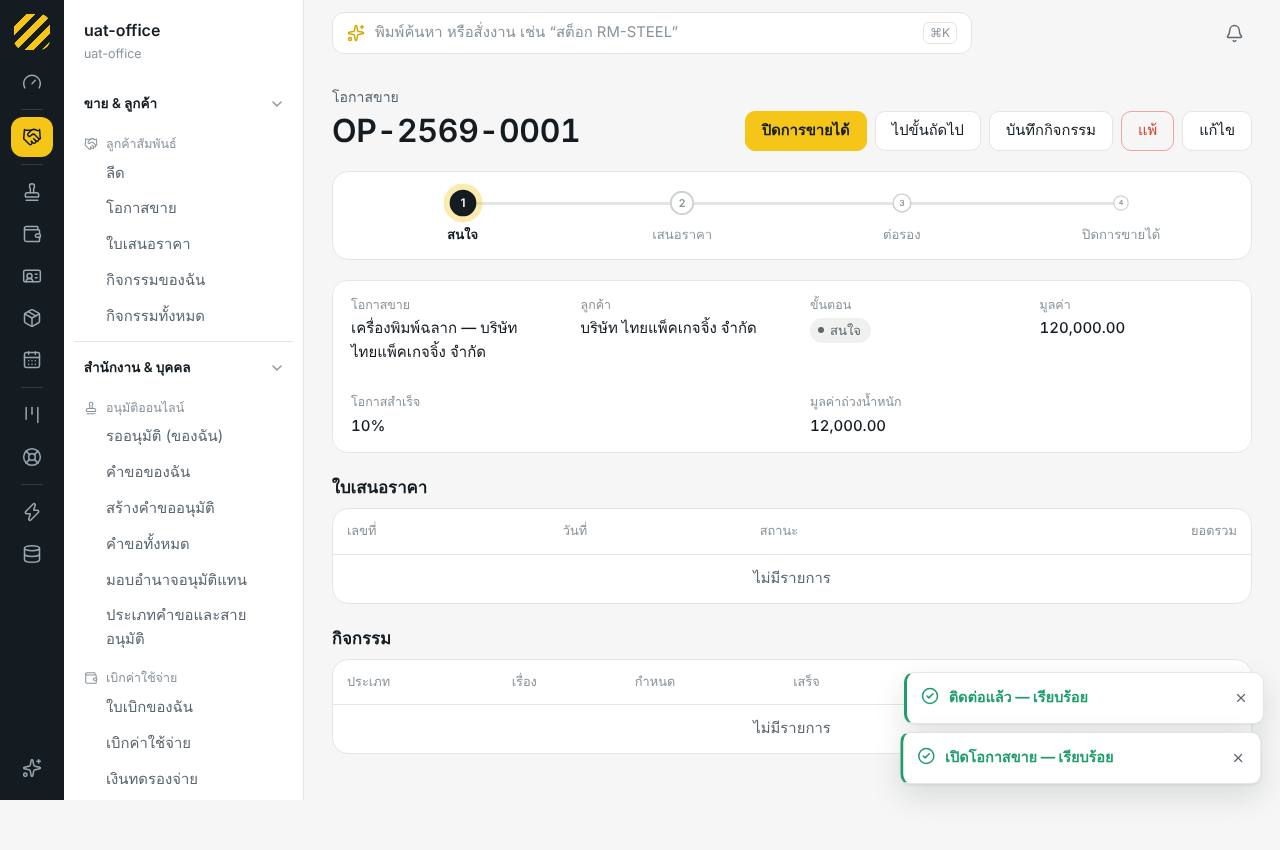 uat-office
uat-office
ขาย & ลูกค้า
ลูกค้าสัมพันธ์
ลีด
โอกาสขาย
ใบเสนอราคา
กิจกรรมของฉัน
กิจกรรมทั้งหมด
สำนักงาน & บุคคล
อนุมัติออนไลน์
รออนุมัติ (ของฉัน)
คำขอของฉัน
สร้างคำขออนุมัติ
คำขอทั้งหมด
มอบอำนาจอนุมัติแทน
ประเภทคำขอและสาย
อนุมัติ
เบิกค่าใช้จ่าย
ใบเบิกของฉัน
เบิกค่าใช้จ่าย
เงินทดรองจ่าย
พิมพ์ค้นหา หรือสั่งงาน เช่น “สต็อก RM-STEEL” ⌘K
โอกาสขาย
OP-2569-0001
ปิดการขายได้ ไปขั้นถัดไป บันทึกกิจกรรม แพ้ แก้ไข
1 2 3 4
สนใจ เสนอราคา ต่อรอง ปิดการขายได้
โอกาสขาย ลูกค้า ขั้นตอน มูลค่า
เครื่องพิมพ์ฉลาก — บริษัท บริษัท ไทยแพ็คเกจจิ้ง จำกัด สนใจ 120,000.00
ไทยแพ็คเกจจิ้ง จำกัด
โอกาสสำเร็จ มูลค่าถ่วงน้ำหนัก
10% 12,000.00
ใบเสนอราคา
เลขที่ วันที่ สถานะ ยอดรวม
ไม่มีรายการ
กิจกรรม
ประเภท เรื่อง กำหนด เสร็จ
ไม่มีรายการ
ติดต่อแล้ว — เรียบร้อย
เปิดโอกาสขาย — เรียบร้อย